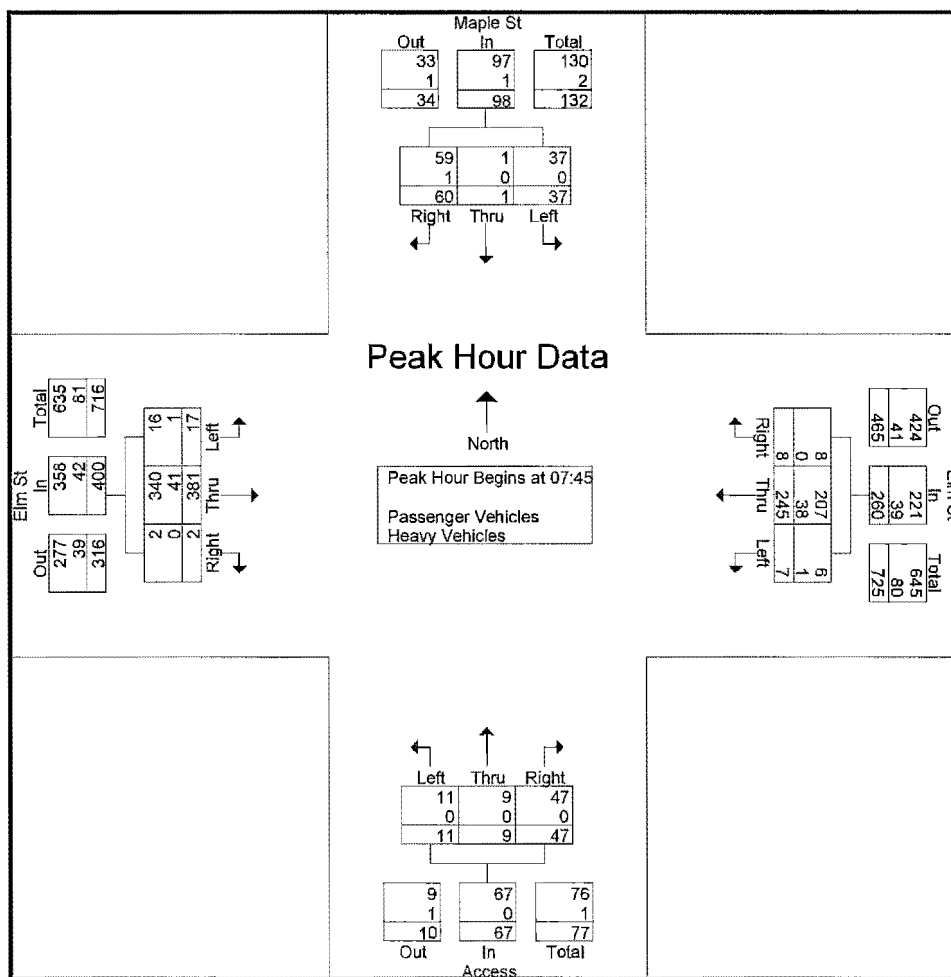 Maple St
Out In Total
33 97 130
1 1 2
34 98 132
59 1 37
1 0 0
60 1 37
Right Thru Left
Peak Hour Data
North
Peak Hour Begins at 07:45
Passenger Vehicles
Heavy Vehicles
Elm St
Out In Total
277 358 635
39 42 81
316 400 716
Right Thru Left
2 340 16
0 41 1
2 381 17
Elm St
Out In Total
424 221 645
41 39 80
465 260 725
Right Thru Left
8 207 6
0 38 1
8 245 7
Left Thru Right
11 9 47
0 0 0
11 9 47
9 67 76
1 0 1
10 67 77
Out In Total
Access